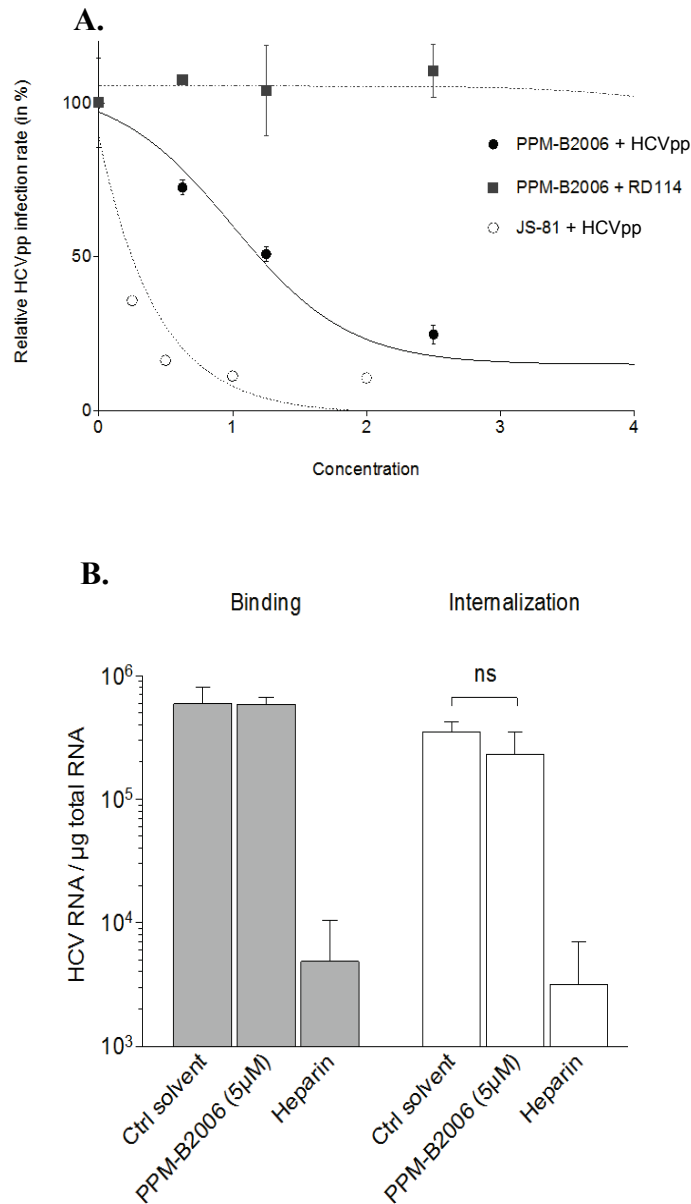 A.
Relative HCVpp infection rate (in %)
100
50
0
PPM-B2006 + HCVpp
PPM-B2006 + RD114
JS-81 + HCVpp
0
1
2
3
4
Concentration
B.
Binding
Internalization
HCV RNA / µg total RNA
10⁶
10⁵
10⁴
10³
ns
Ctrl solvent
PPM-B2006 (5µM)
Heparin
Ctrl solvent
PPM-B2006 (5µM)
Heparin